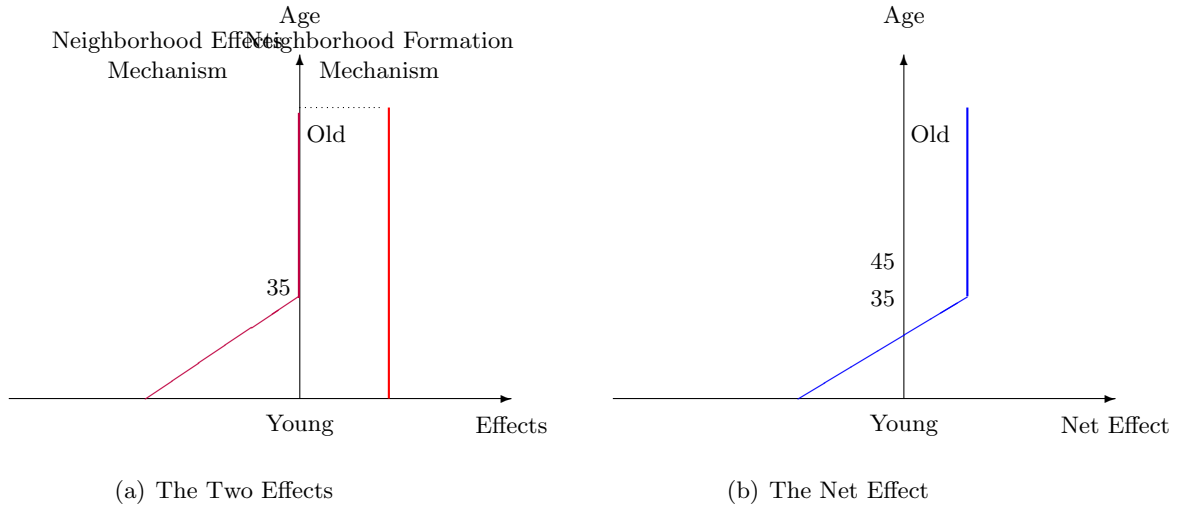 Age
Neighborhood Effects Neighborhood Formation
Mechanism Mechanism
Old
35
Young
Effects
(a) The Two Effects
Age
Old
45
35
Young
Net Effect
(b) The Net Effect